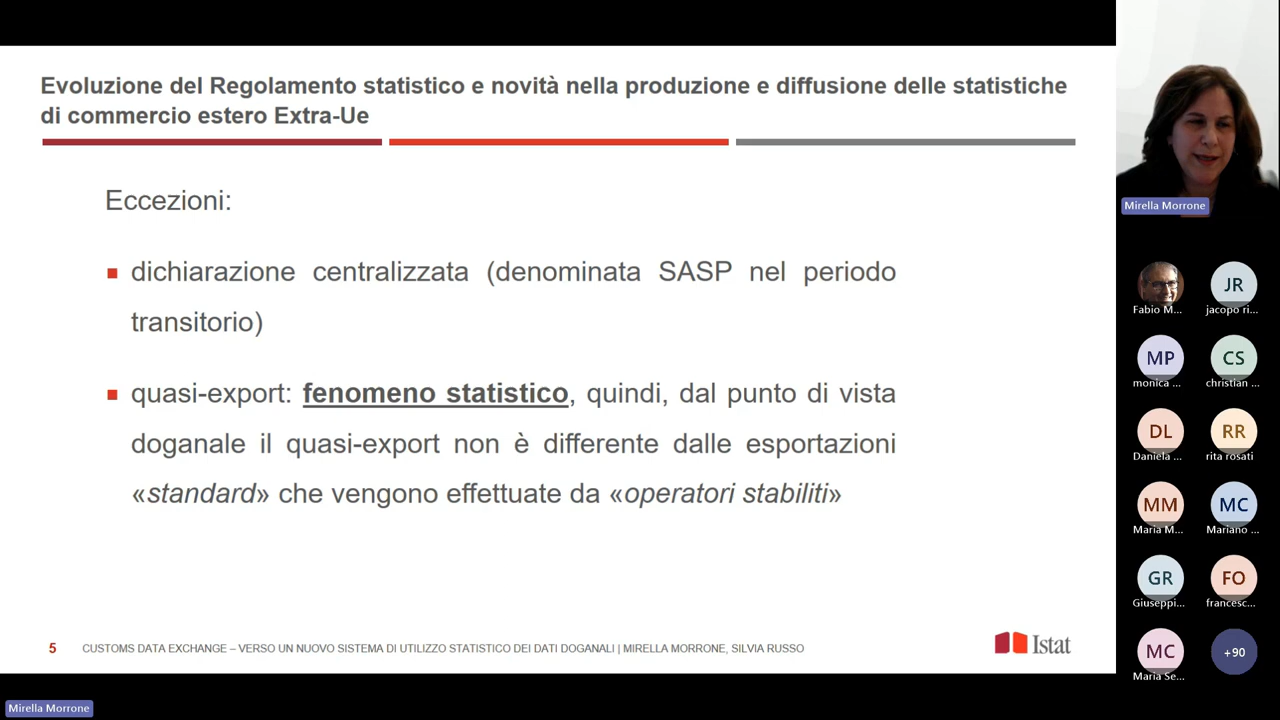 Evoluzione del Regolamento statistico e novità nella produzione e diffusione delle statistiche
di commercio estero Extra-Ue
Eccezioni:
dichiarazione centralizzata (denominata SASP nel periodo
transitorio)
quasi-export: fenomeno statistico, quindi, dal punto di vista
doganale il quasi-export non è differente dalle esportazioni
«standard» che vengono effettuate da «operatori stabiliti»
5 CUSTOMS DATA EXCHANGE – VERSO UN NUOVO SISTEMA DI UTILIZZO STATISTICO DEI DATI DOGANALI | MIRELLA MORRONE, SILVIA RUSSO
Istat
Mirella Morrone
JR
Fabio M... jacopo ri...
MP CS
monica ... christian ...
DL RR
Daniela ... rita rosati
MM MC
Maria M... Mariano ...
GR FO
Giuseppi... francesc...
MC +90
Maria Se...
Mirella Morrone